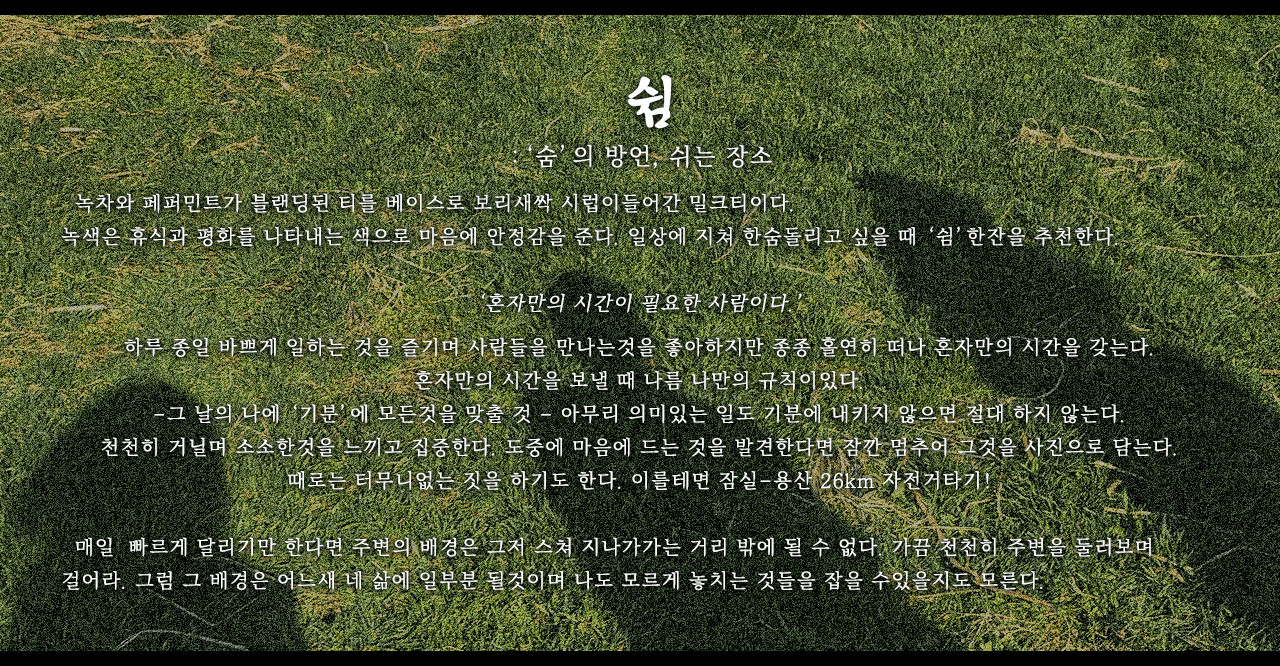 쉼
: ‘숨’의 방언, 쉬는 장소
녹차와 페퍼민트가 블랜딩된 티를 베이스로 보리새싹 시럽이들어간 밀크티이다.
녹색은 휴식과 평화를 나타내는 색으로 마음에 안정감을 준다. 일상에 지쳐 한숨돌리고 싶을 때 ‘쉼’한잔을 추천한다.
‘혼자만의 시간이 필요한 사람이다.’
하루 종일 바쁘게 일하는 것을 즐기며 사람들을 만나는것을 좋아하지만 종종 홀연히 떠나 혼자만의 시간을 갖는다.
혼자만의 시간을 보낼 때 나름 나만의 규칙이있다.
-그 날의 나에 ‘기분’에 모든것을 맞출 것 - 아무리 의미있는 일도 기분에 내키지 않으면 절대 하지 않는다.
천천히 거닐며 소소한것을 느끼고 집중한다. 도중에 마음에 드는 것을 발견한다면 잠깐 멈추어 그것을 사진으로 담는다.
때로는 터무니없는 짓을 하기도 한다. 이를테면 잠실-용산 26km 자전거타기!
매일 빠르게 달리기만 한다면 주변의 배경은 그저 스쳐 지나가가는 거리 밖에 될 수 없다. 가끔 천천히 주변을 둘러보며
걸어라. 그럼 그 배경은 어느새 네 삶에 일부분 될것이며 나도 모르게 놓치는 것들을 잡을 수있을지도 모른다.